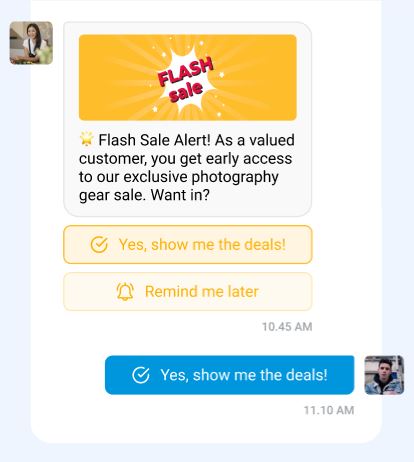 FLASH
sale
Flash Sale Alert! As a valued
customer, you get early access
to our exclusive photography
gear sale. Want in?
Yes, show me the deals!
Remind me later
10.45 AM
Yes, show me the deals!
11.10 AM